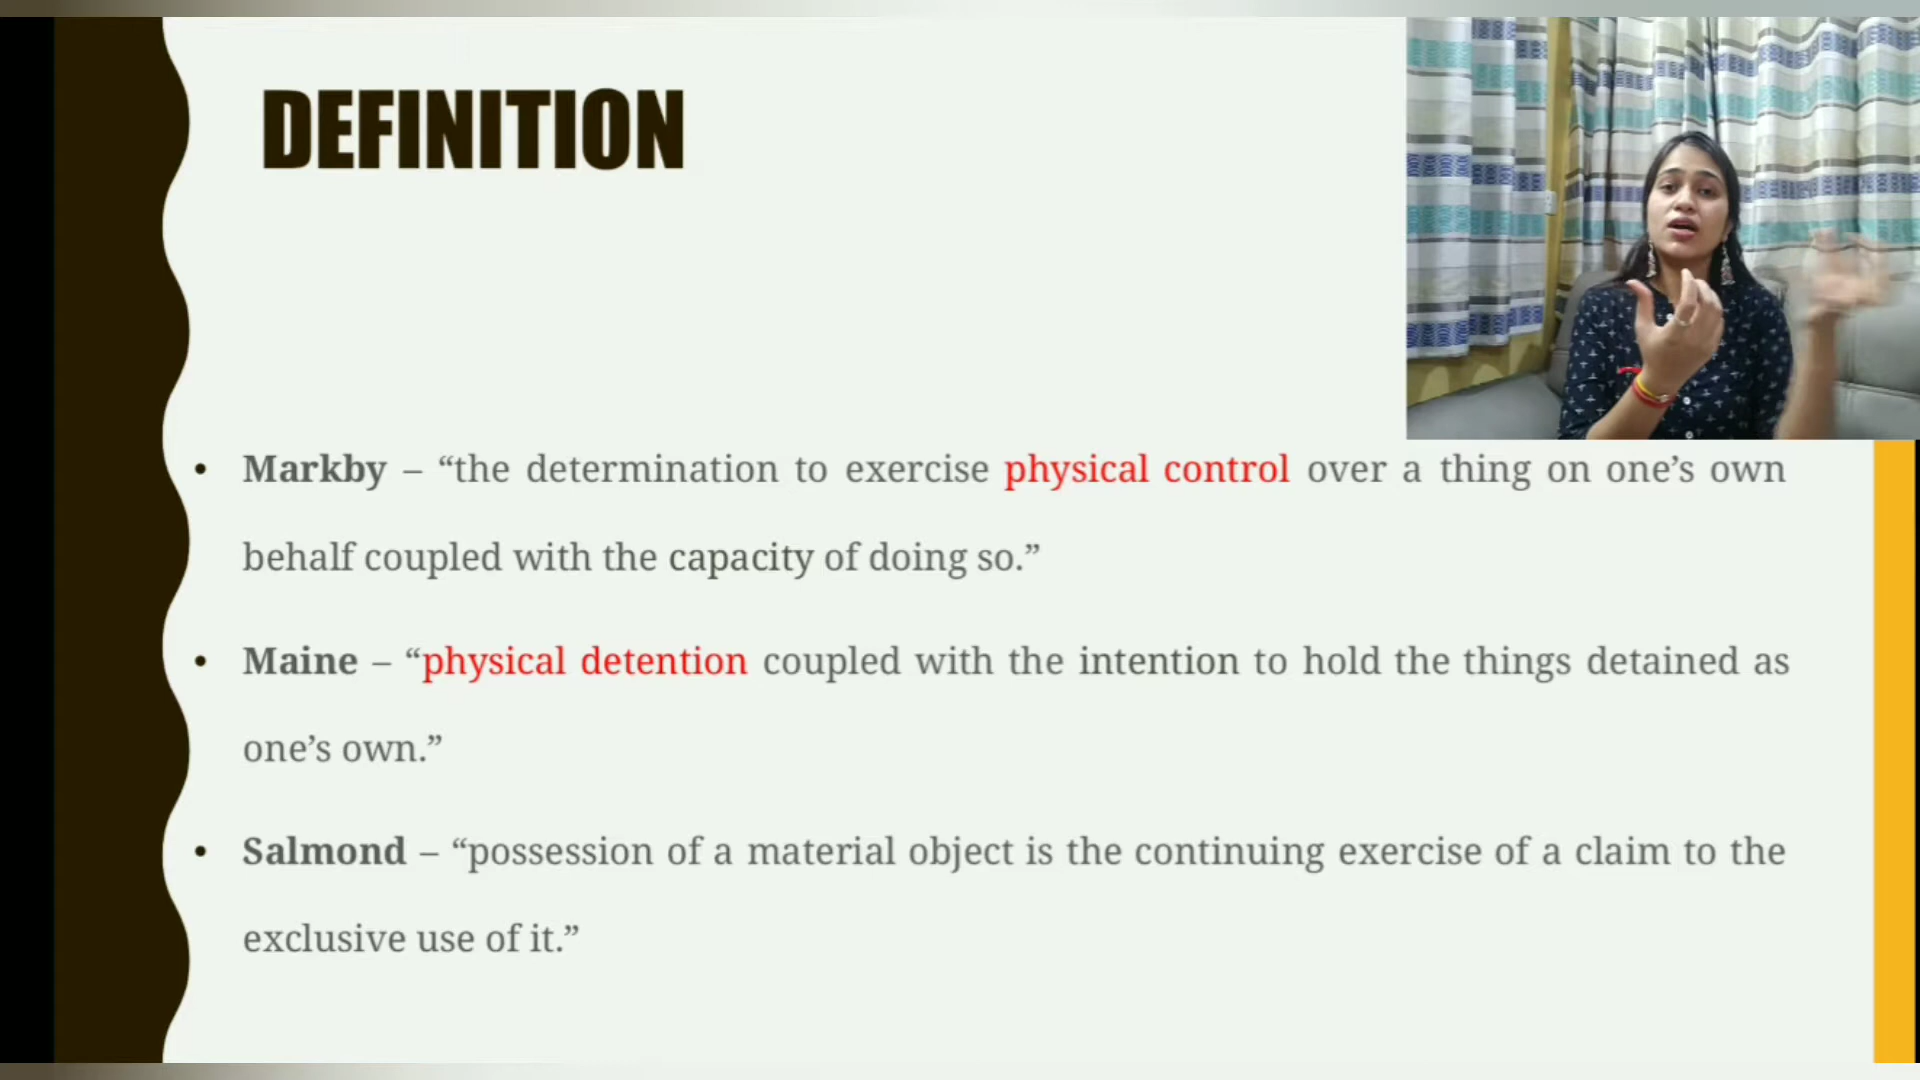 DEFINITION
• Markby – “the determination to exercise physical control over a thing on one’s own
behalf coupled with the capacity of doing so.”
• Maine – “physical detention coupled with the intention to hold the things detained as
one’s own.”
• Salmond – “possession of a material object is the continuing exercise of a claim to the
exclusive use of it.”